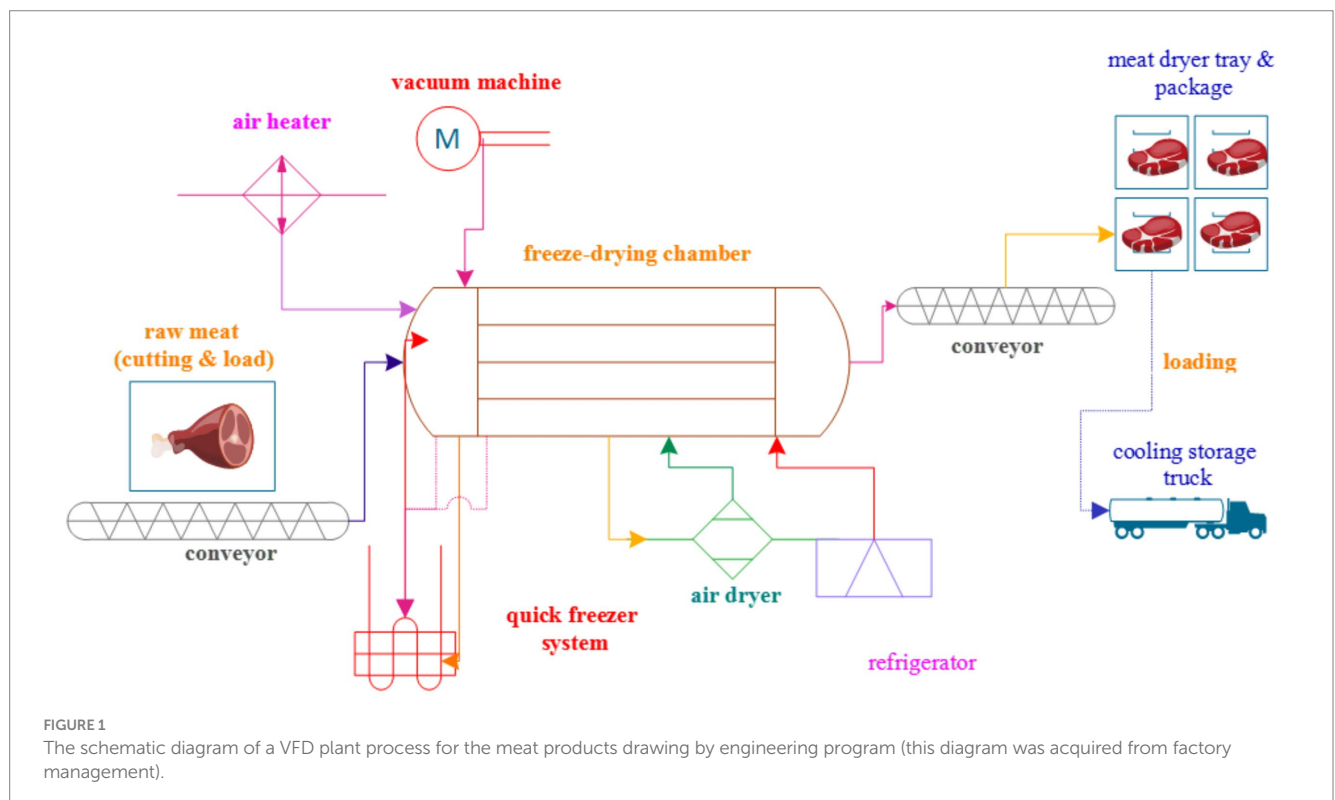 meat dryer tray &
package
vacuum machine
air heater
M
freeze-drying chamber
raw meat
(cutting & load)
conveyor
loading
cooling storage
truck
conveyor
air dryer
quick freezer
system
refrigerator
FIGURE 1
The schematic diagram of a VFD plant process for the meat products drawing by engineering program (this diagram was acquired from factory
management).